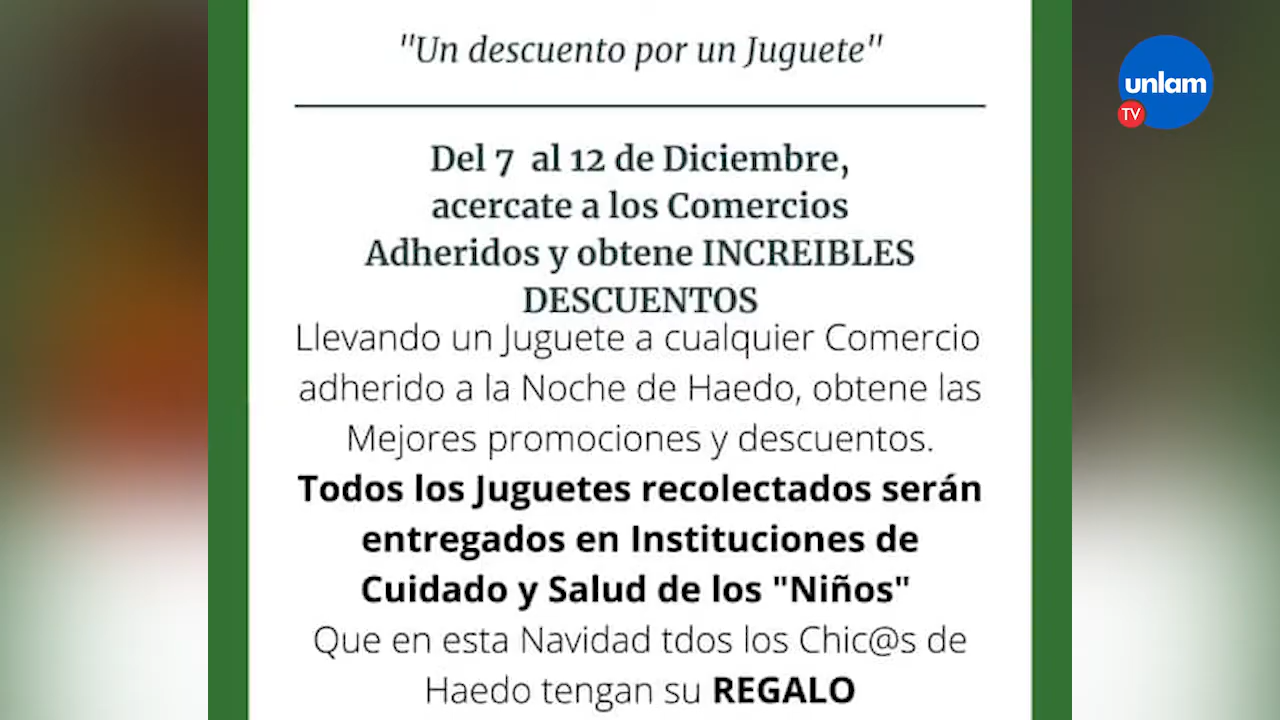 "Un descuento por un Juguete"
unlam
TV
Del 7 al 12 de Diciembre,
acercate a los Comercios
Adheridos y obtene INCREIBLES
DESCUENTOS
Llevando un Juguete a cualquier Comercio
adherido a la Noche de Haedo, obtene las
Mejores promociones y descuentos.
Todos los Juguetes recolectados serán
entregados en Instituciones de
Cuidado y Salud de los "Niños"
Que en esta Navidad tdos los Chic@s de
Haedo tengan su REGALO